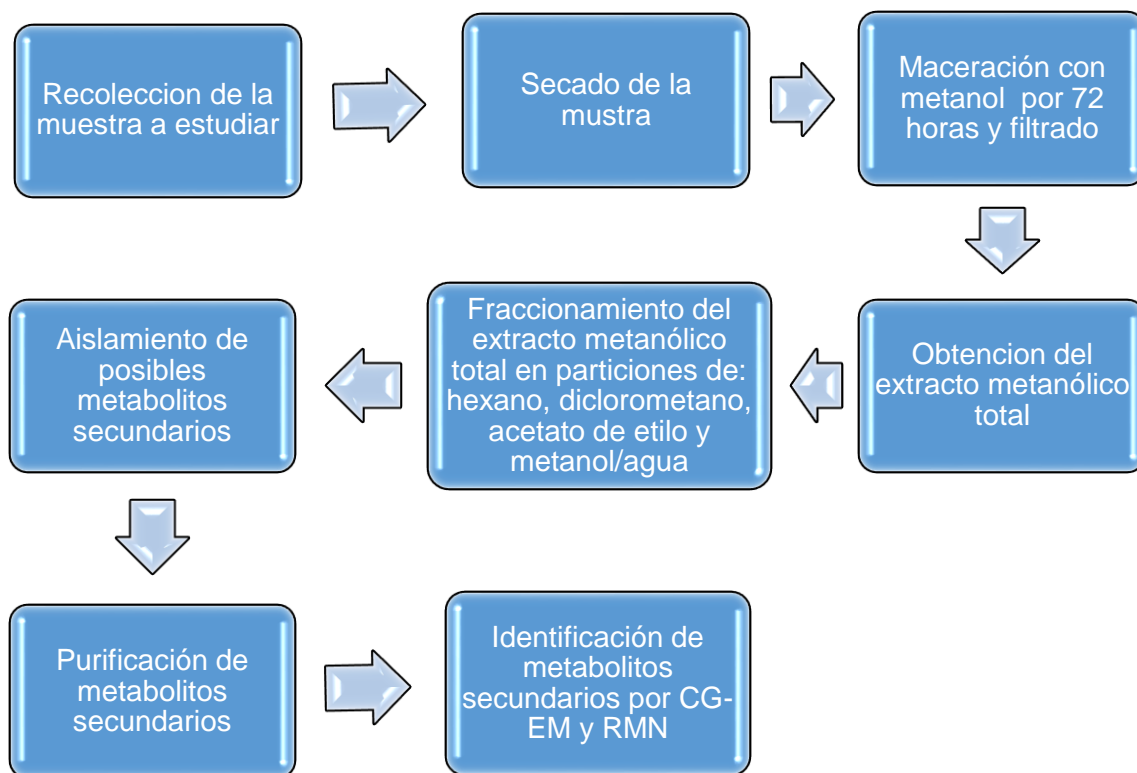 Recoleccion de la
muestra a estudiar
Secado de la
mustra
Maceración con
metanol por 72
horas y filtrado
Obtencion del
extracto metanólico
total
Fraccionamiento del
extracto metanólico
total en particiones de:
hexano, diclorometano,
acetato de etilo y
metanol/agua
Aislamiento de
posibles
metabolitos
secundarios
Purificación de
metabolitos
secundarios
Identificación de
metabolitos
secundarios por CG-
EM y RMN